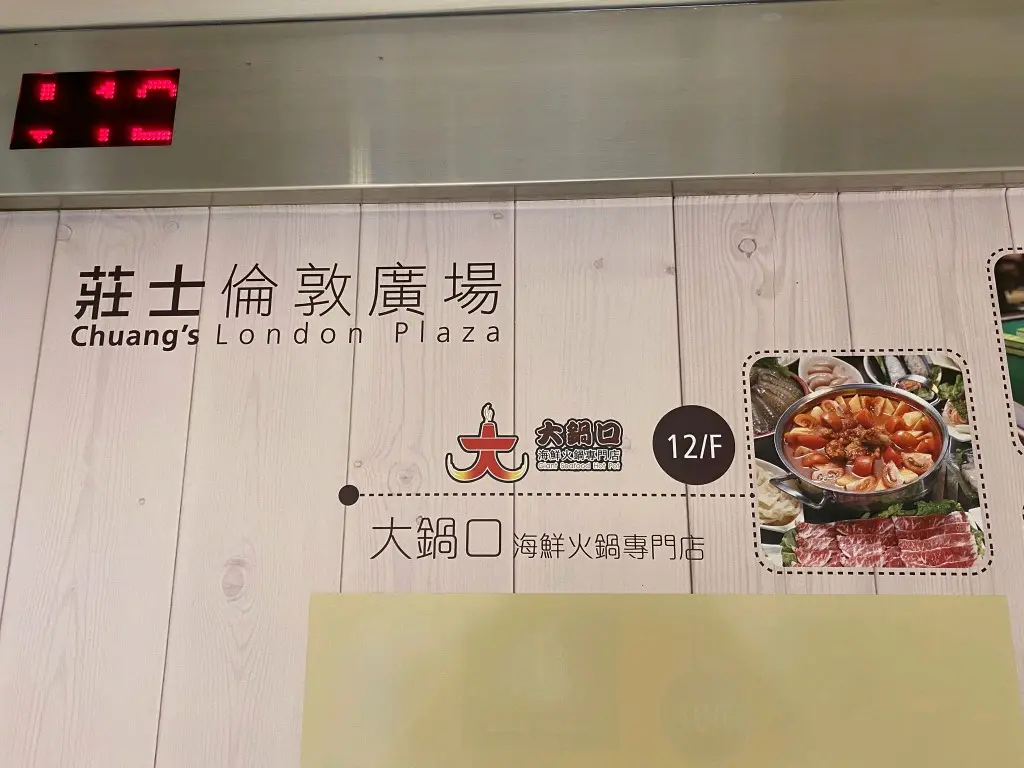 莊士倫敦廣場
Chuang's London Plaza
大鍋口
海鮮火鍋專門店
Giant Seafood Hot Pot
12/F
大鍋口 海鮮火鍋專門店